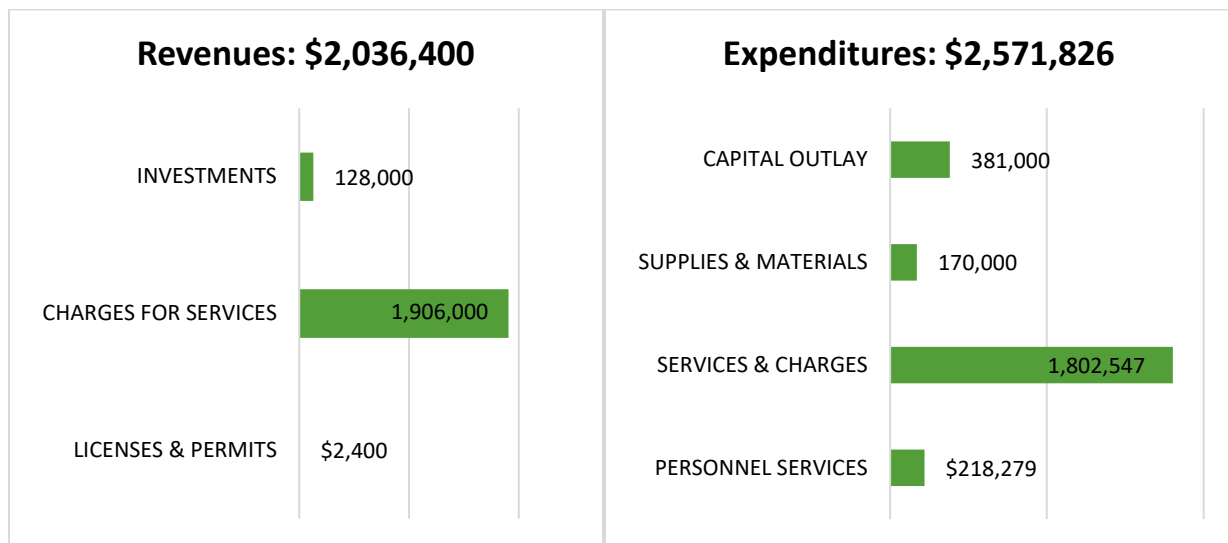 Revenues: $2,036,400
INVESTMENTS
128,000
CHARGES FOR SERVICES
1,906,000
LICENSES & PERMITS
$2,400
Expenditures: $2,571,826
CAPITAL OUTLAY
381,000
SUPPLIES & MATERIALS
170,000
SERVICES & CHARGES
1,802,547
PERSONNEL SERVICES
$218,279